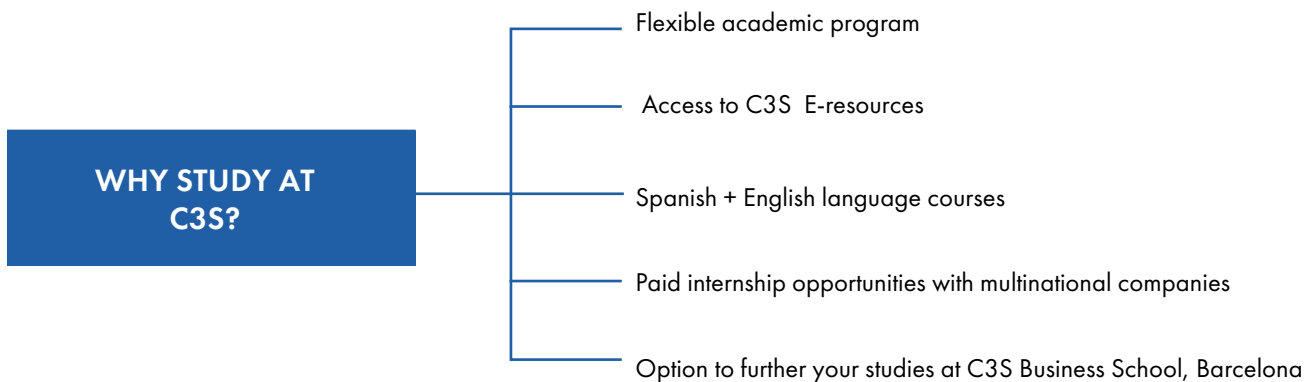 WHY STUDY AT
C3S?
Flexible academic program
Access to C3S E-resources
Spanish + English language courses
Paid internship opportunities with multinational companies
Option to further your studies at C3S Business School, Barcelona